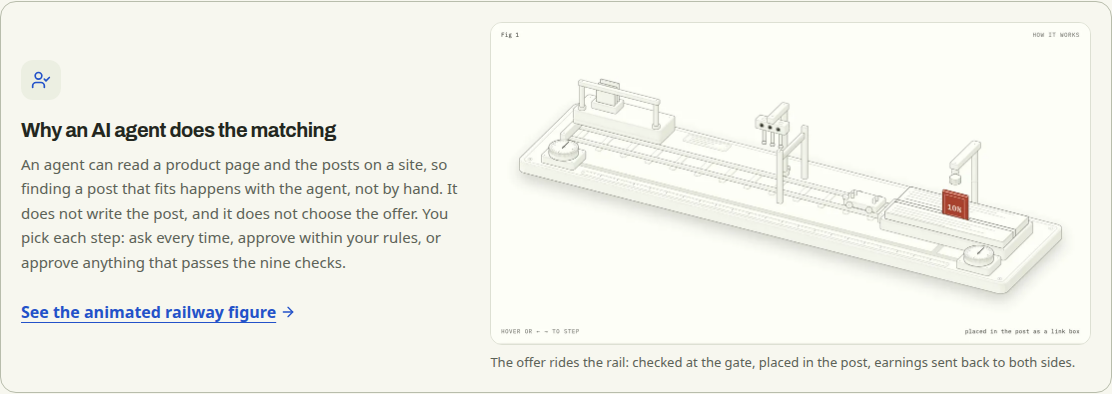 Why an AI agent does the matching
An agent can read a product page and the posts on a site, so
finding a post that fits happens with the agent, not by hand. It
does not write the post, and it does not choose the offer. You
pick each step: ask every time, approve within your rules, or
approve anything that passes the nine checks.
See the animated railway figure →
Fig 1
HOW IT WORKS
10%
HOVER OR ← → TO STEP
placed in the post as a link box
The offer rides the rail: checked at the gate, placed in the post, earnings sent back to both sides.